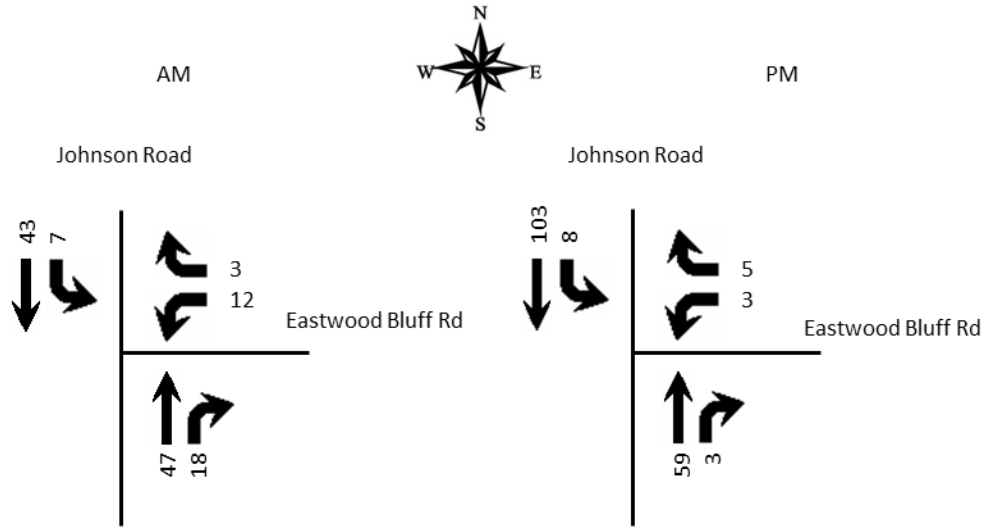 N
W E
S
AM
PM
Johnson Road
Johnson Road
43
7
3
12
Eastwood Bluff Rd
47
18
103
8
5
3
Eastwood Bluff Rd
59
3